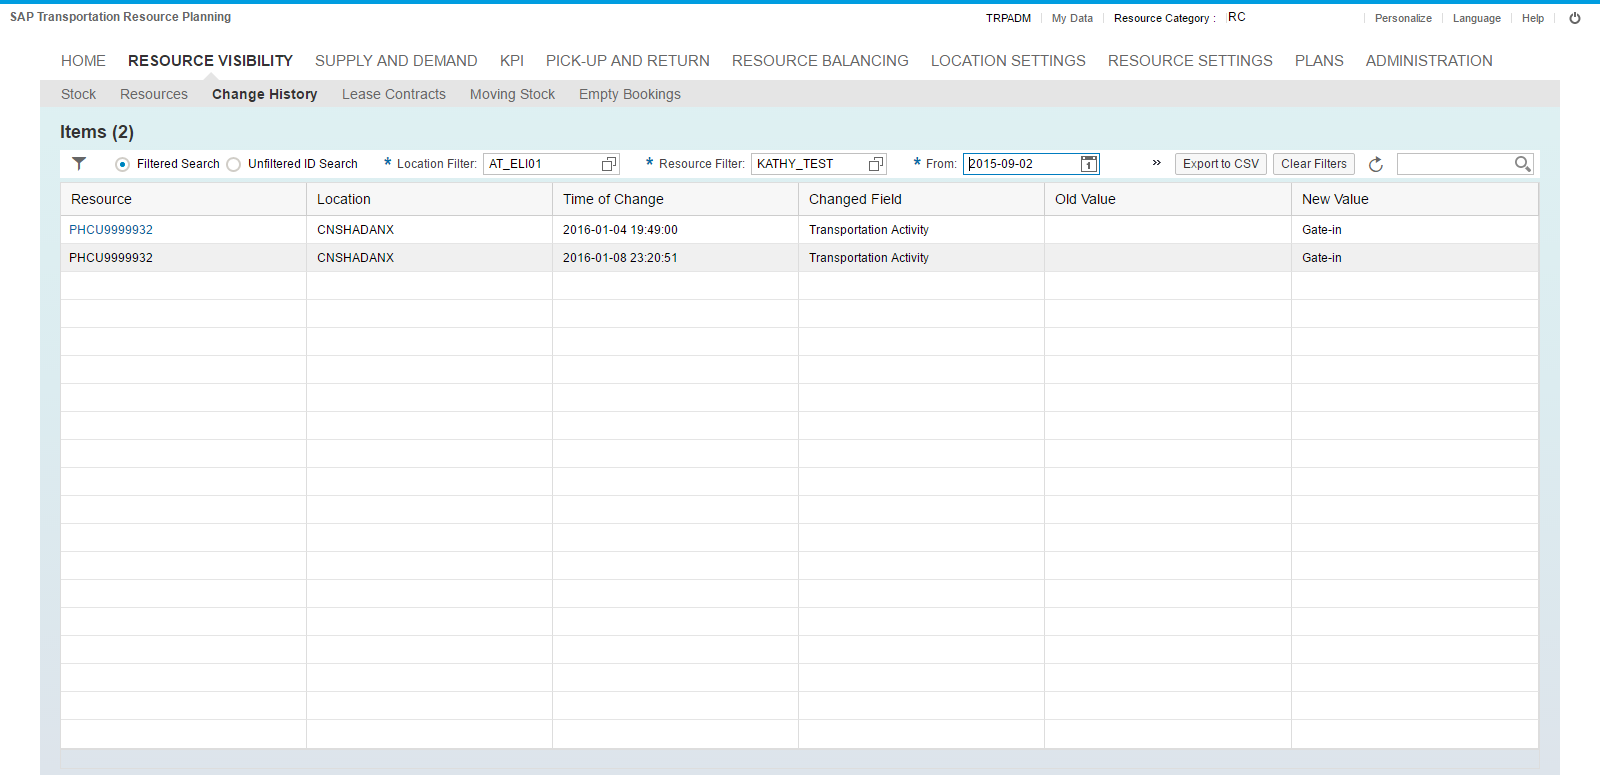 SAP Transportation Resource Planning
TRPADM My Data Resource Category : RC Personalize Language Help
HOME RESOURCE VISIBILITY SUPPLY AND DEMAND KPI PICK-UP AND RETURN RESOURCE BALANCING LOCATION SETTINGS RESOURCE SETTINGS PLANS ADMINISTRATION
Stock Resources Change History Lease Contracts Moving Stock Empty Bookings
Items (2)
Filtered Search Unfiltered ID Search * Location Filter: AT_ELI01 * Resource Filter: KATHY_TEST * From: 2015-09-02 1 » Export to CSV Clear Filters
Resource Location Time of Change Changed Field Old Value New Value
PHCU9999932 CNSHADANX 2016-01-04 19:49:00 Transportation Activity Gate-in
PHCU9999932 CNSHADANX 2016-01-08 23:20:51 Transportation Activity Gate-in